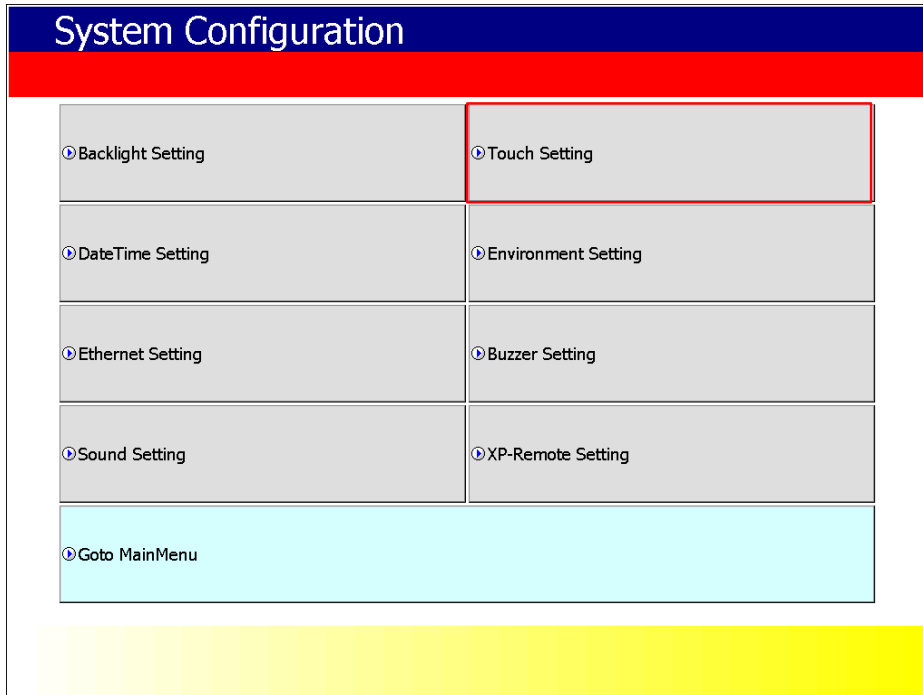 System Configuration
Backlight Setting
Touch Setting
DateTime Setting
Environment Setting
Ethernet Setting
Buzzer Setting
Sound Setting
XP-Remote Setting
Goto MainMenu